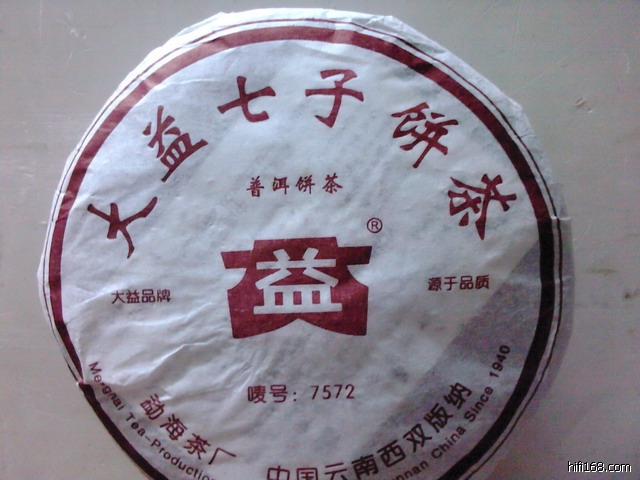 大益七子饼茶
普洱饼茶
®
益
大益品牌
源于品质
唛号：7572
勐海茶厂
中国云南西双版纳
Menghai Tea-Production
China Since 1940
hifi168.com